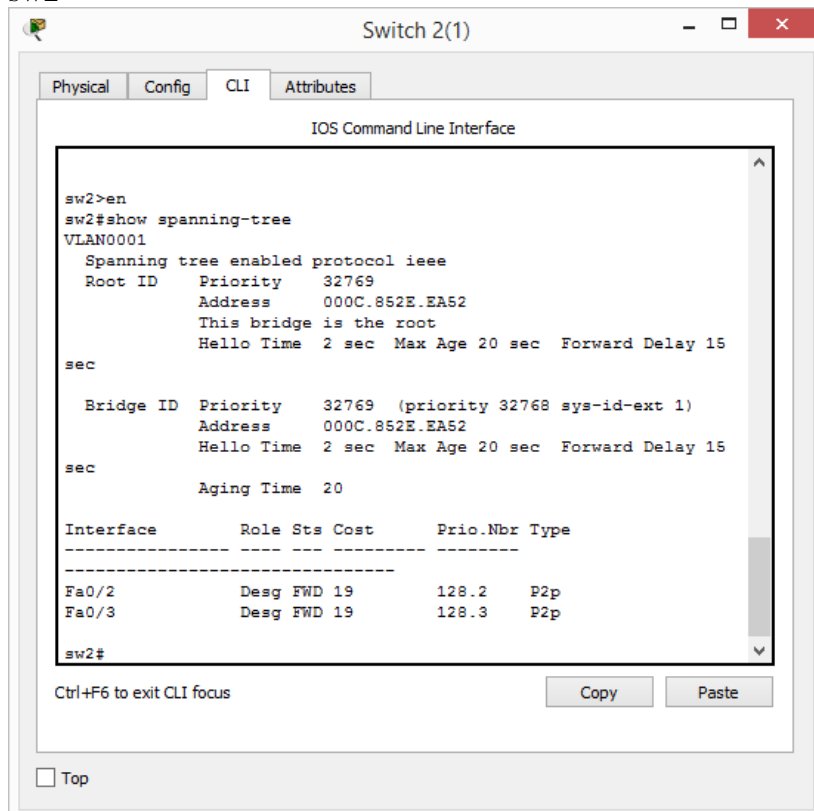 Switch 2(1)
Physical Config CLI Attributes
IOS Command Line Interface
sw2>en
sw2#show spanning-tree
VLAN0001
Spanning tree enabled protocol ieee
Root ID Priority 32769
Address 000C.852E.EA52
This bridge is the root
Hello Time 2 sec Max Age 20 sec Forward Delay 15
sec
Bridge ID Priority 32769 (priority 32768 sys-id-ext 1)
Address 000C.852E.EA52
Hello Time 2 sec Max Age 20 sec Forward Delay 15
sec
Aging Time 20
Interface Role Sts Cost Prio.Nbr Type
---------------- ---- --- --------- --------
--------------------------------
Fa0/2 Desg FWD 19 128.2 P2p
Fa0/3 Desg FWD 19 128.3 P2p
sw2#
Ctrl+F6 to exit CLI focus Copy Paste
Top